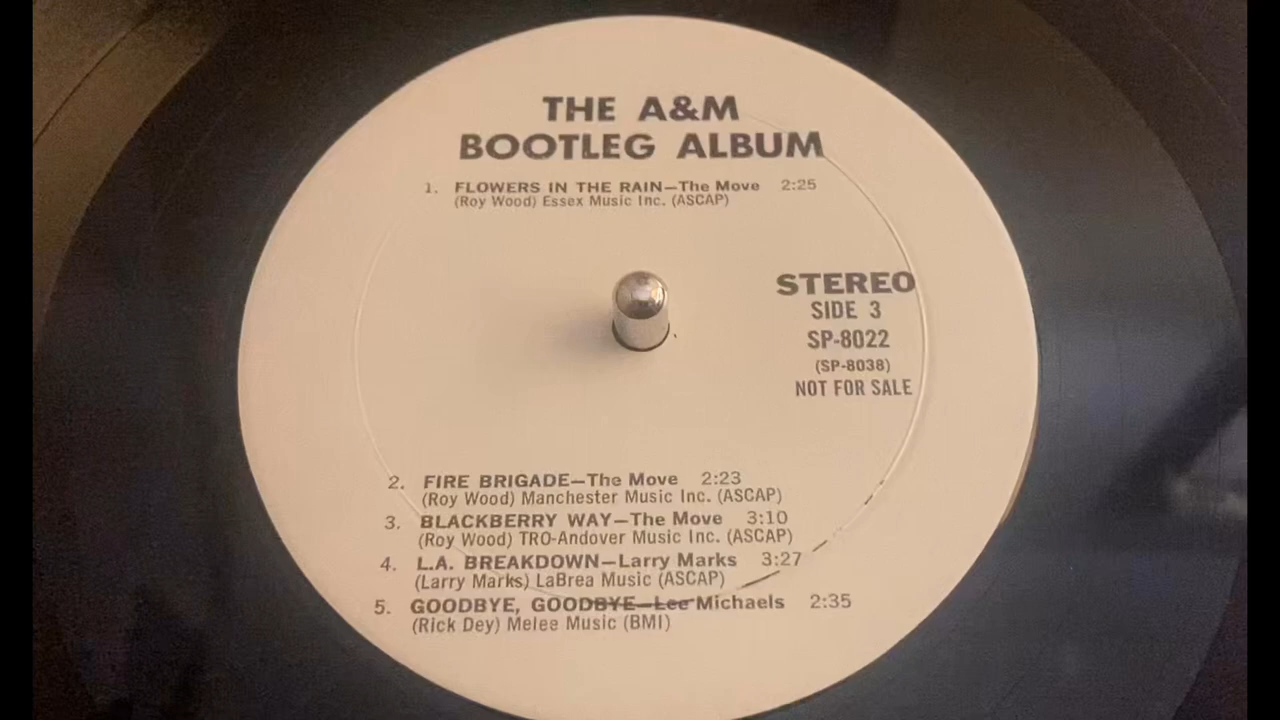 THE A&M
BOOTLEG ALBUM
1. FLOWERS IN THE RAIN—The Move 2:25
(Roy Wood) Essex Music Inc. (ASCAP)
STEREO
SIDE 3
SP-8022
(SP-8038)
NOT FOR SALE
2. FIRE BRIGADE—The Move 2:23
(Roy Wood) Manchester Music Inc. (ASCAP)
3. BLACKBERRY WAY—The Move 3:10
(Roy Wood) TRO-Andover Music Inc. (ASCAP)
4. L.A. BREAKDOWN—Larry Marks 3:27
(Larry Marks) LaBrea Music (ASCAP)
5. GOODBYE, GOODBYE—Lee Michaels 2:35
(Rick Dey) Melee Music (BMI)